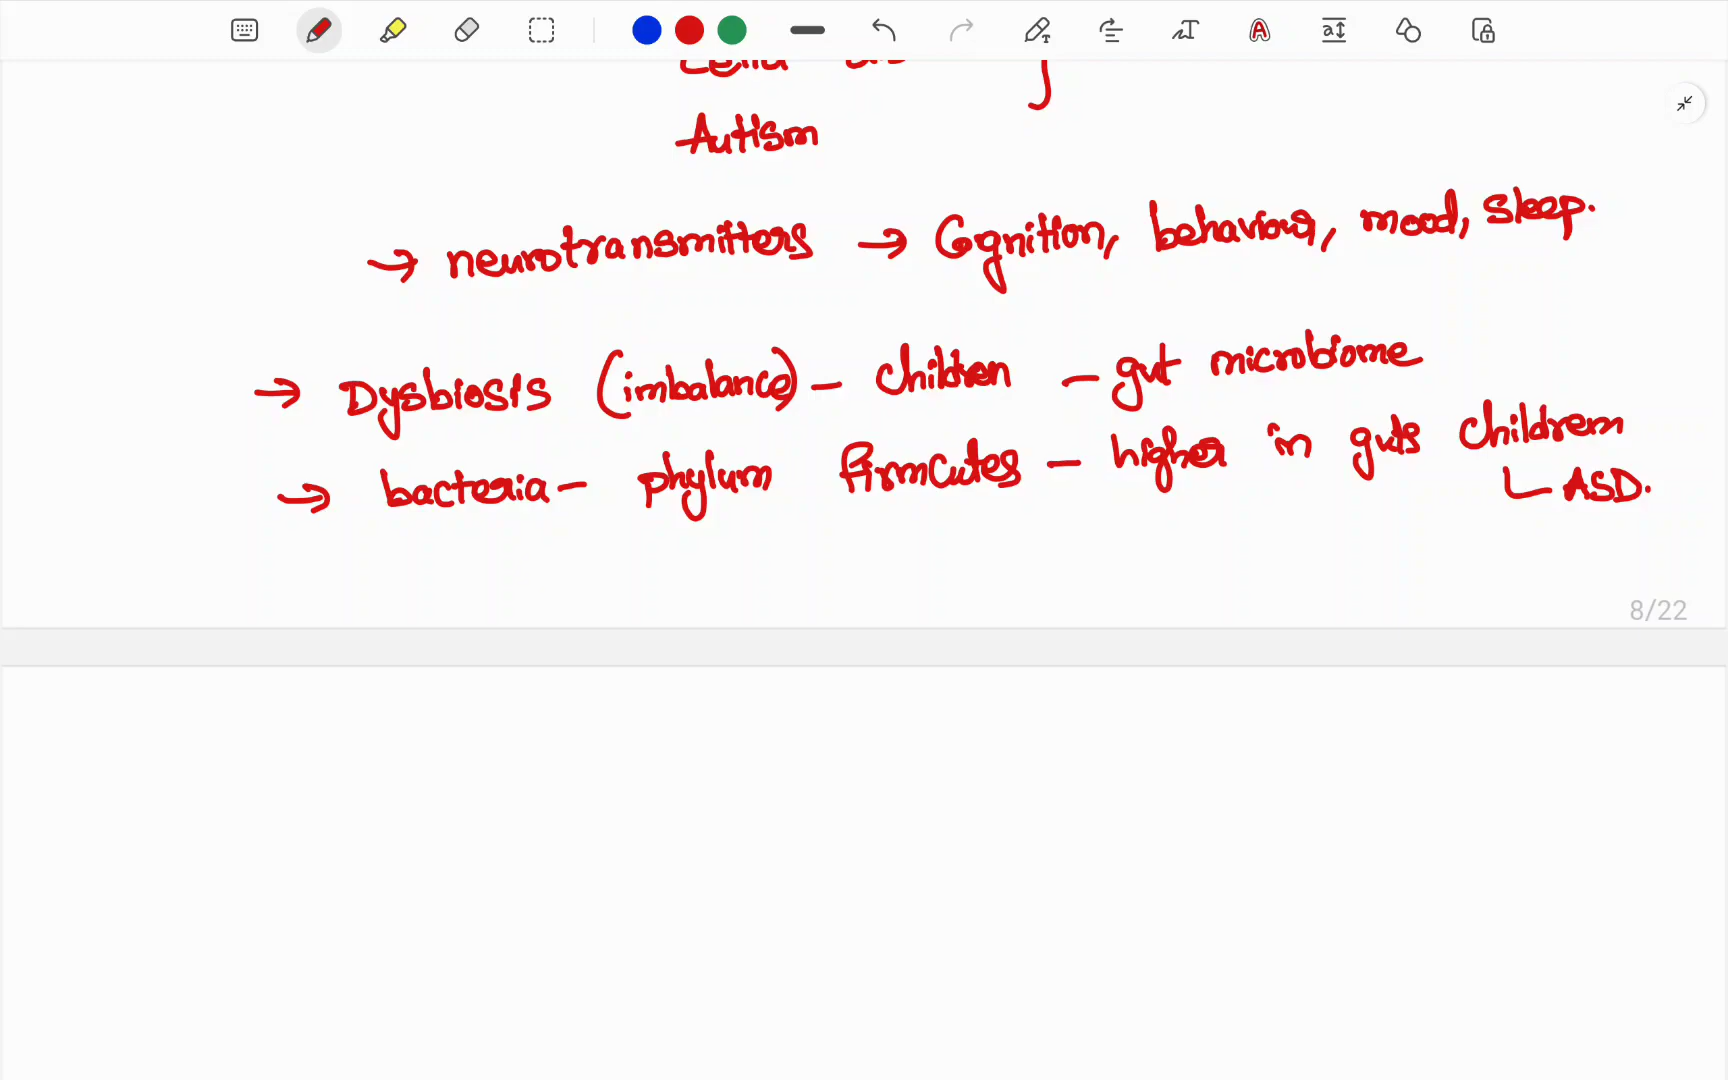 Autism
→ neurotransmitters → Cognition, behaviour, mood, sleep.
→ Dysbiosis (imbalance) - children - gut microbiome
→ bacteria - phylum Firmcutes - higher in guts children
ASD.
8/22